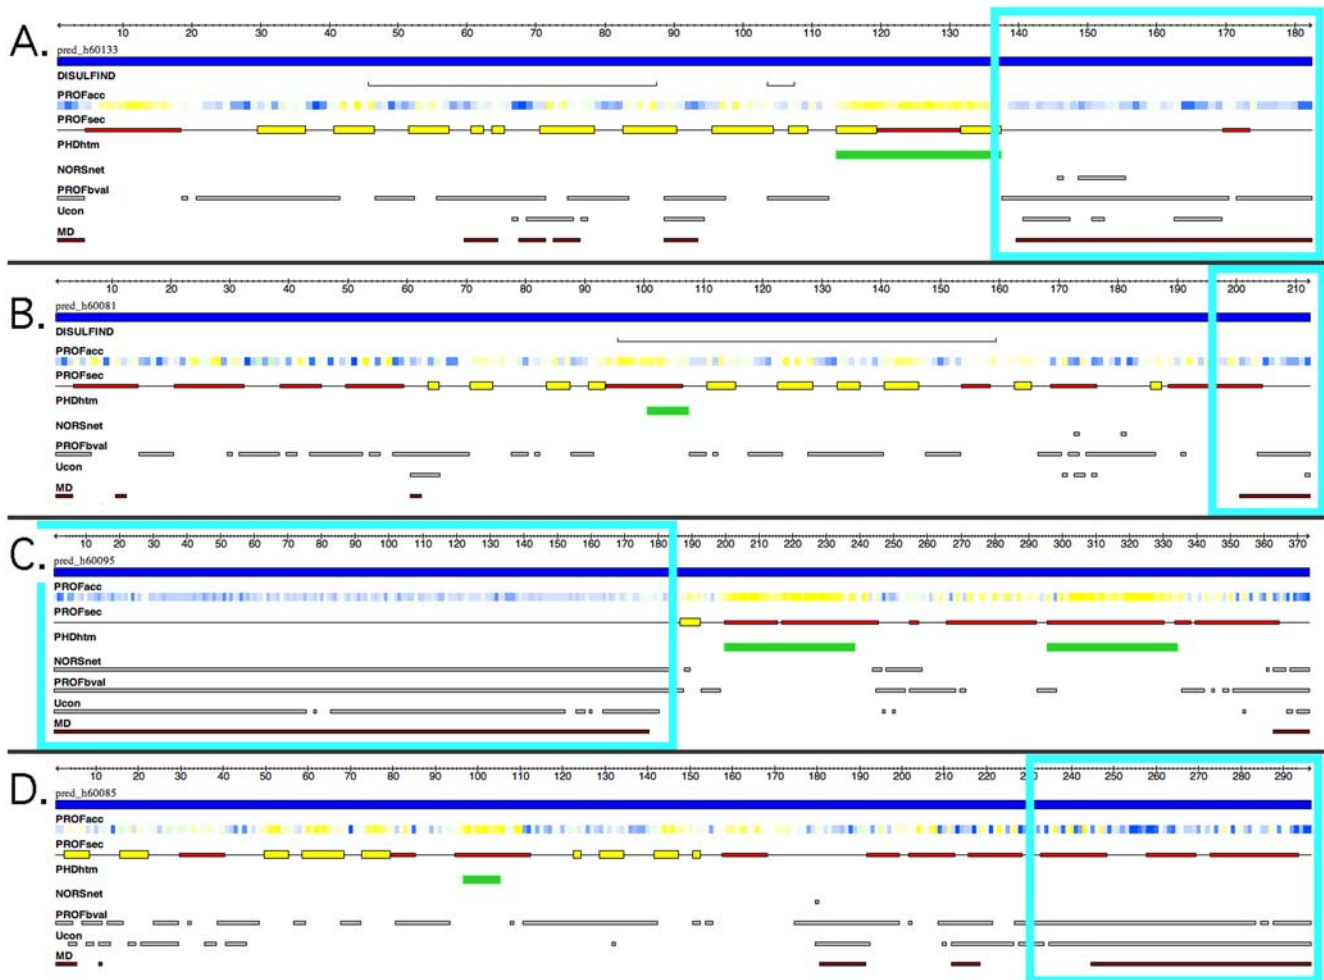 A.
10 20 30 40 50 60 70 80 90 100 110 120 130 140 150 160 170 180
pred_h60133
DISULFIND
PROFacc
PROFsec
PHDhtm
NORSnet
PROFbval
Ucon
MD
B.
10 20 30 40 50 60 70 80 90 100 110 120 130 140 150 160 170 180 190 200 210
pred_h60081
DISULFIND
PROFacc
PROFsec
PHDhtm
NORSnet
PROFbval
Ucon
MD
C.
10 20 30 40 50 60 70 80 90 100 110 120 130 140 150 160 170 180 190 200 210 220 230 240 250 260 270 280 290 300 310 320 330 340 350 360 370
pred_h60095
PROFacc
PROFsec
PHDhtm
NORSnet
PROFbval
Ucon
MD
D.
10 20 30 40 50 60 70 80 90 100 110 120 130 140 150 160 170 180 190 200 210 220 230 240 250 260 270 280 290
pred_h60085
PROFacc
PROFsec
PHDhtm
NORSnet
PROFbval
Ucon
MD